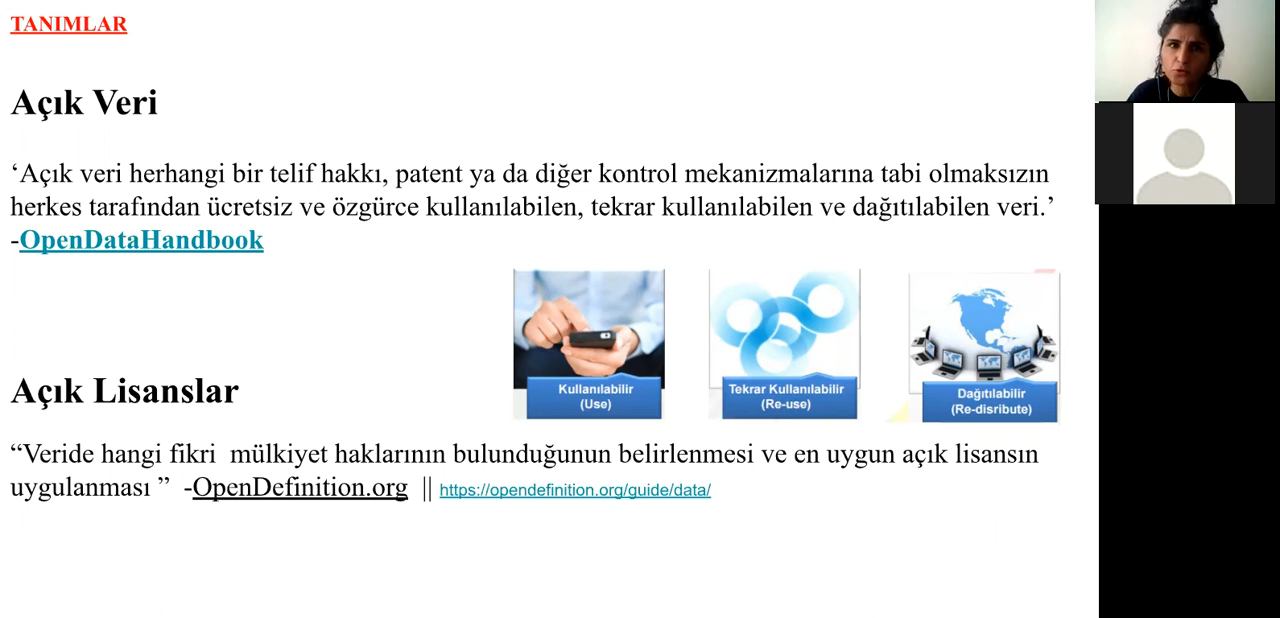 TANIMLAR
Açık Veri
‘Açık veri herhangi bir telif hakkı, patent ya da diğer kontrol mekanizmalarına tabi olmaksızın
herkes tarafından ücretsiz ve özgürce kullanılabilen, tekrar kullanılabilen ve dağıtılabilen veri.’
-OpenDataHandbook
Kullanılabilir
(Use)
Tekrar Kullanılabilir
(Re-use)
Dağıtılabilir
(Re-disribute)
Açık Lisanslar
“Veride hangi fikri  mülkiyet haklarının bulunduğunun belirlenmesi ve en uygun açık lisansın
uygulanması ”  -OpenDefinition.org  || https://opendefinition.org/guide/data/